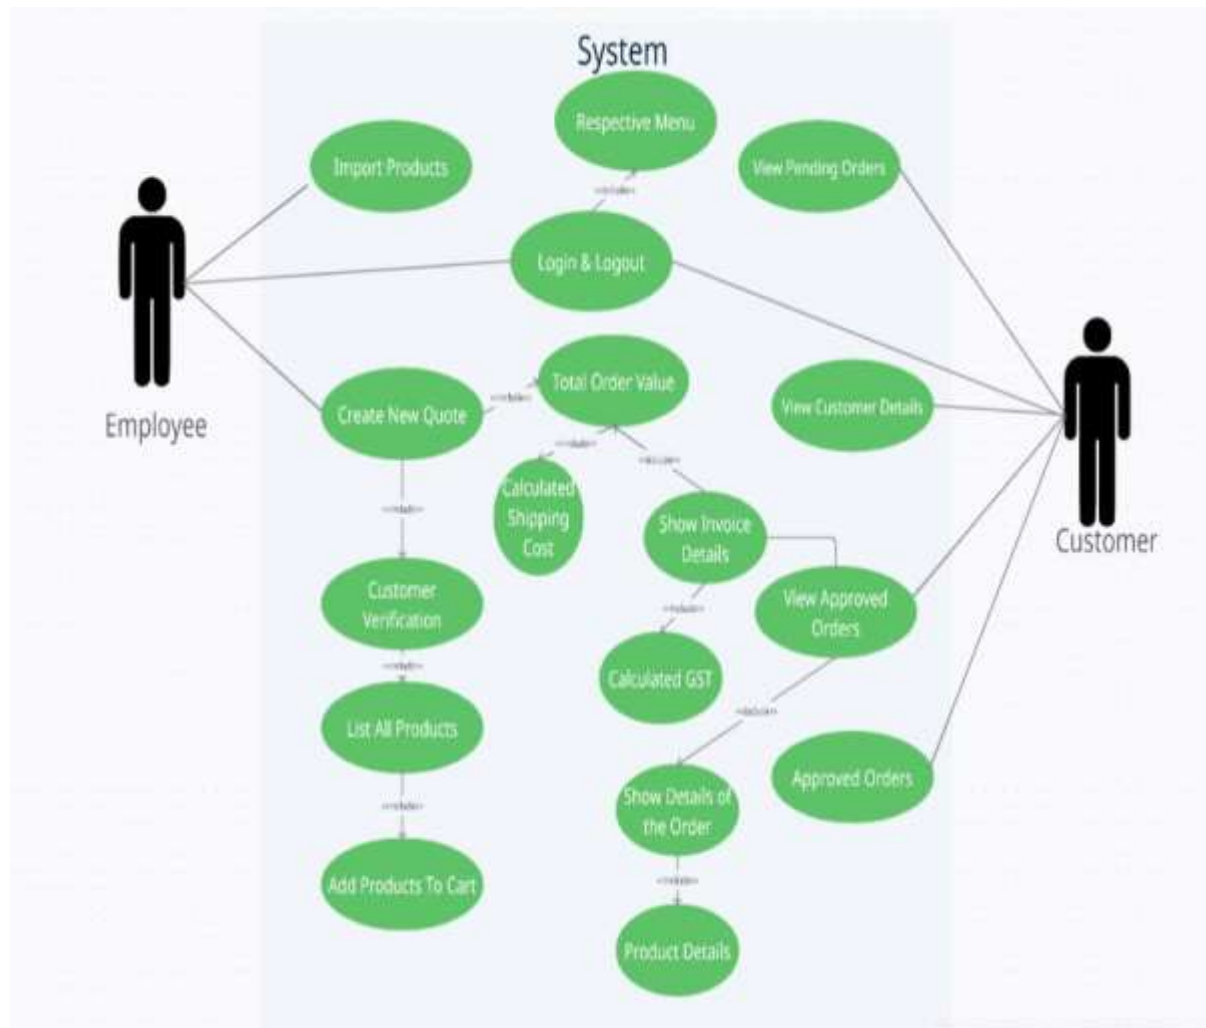 System
Respective Menu
Import Products
View Pending Orders
Login & Logout
Total Order Value
Create New Quote
View Customer Details
Employee
Calculated
Shipping
Cost
Show Invoice
Details
Customer
Customer
Verification
View Approved
Orders
Calculated GST
List All Products
Approved Orders
Show Details of
the Order
Add Products To Cart
Product Details